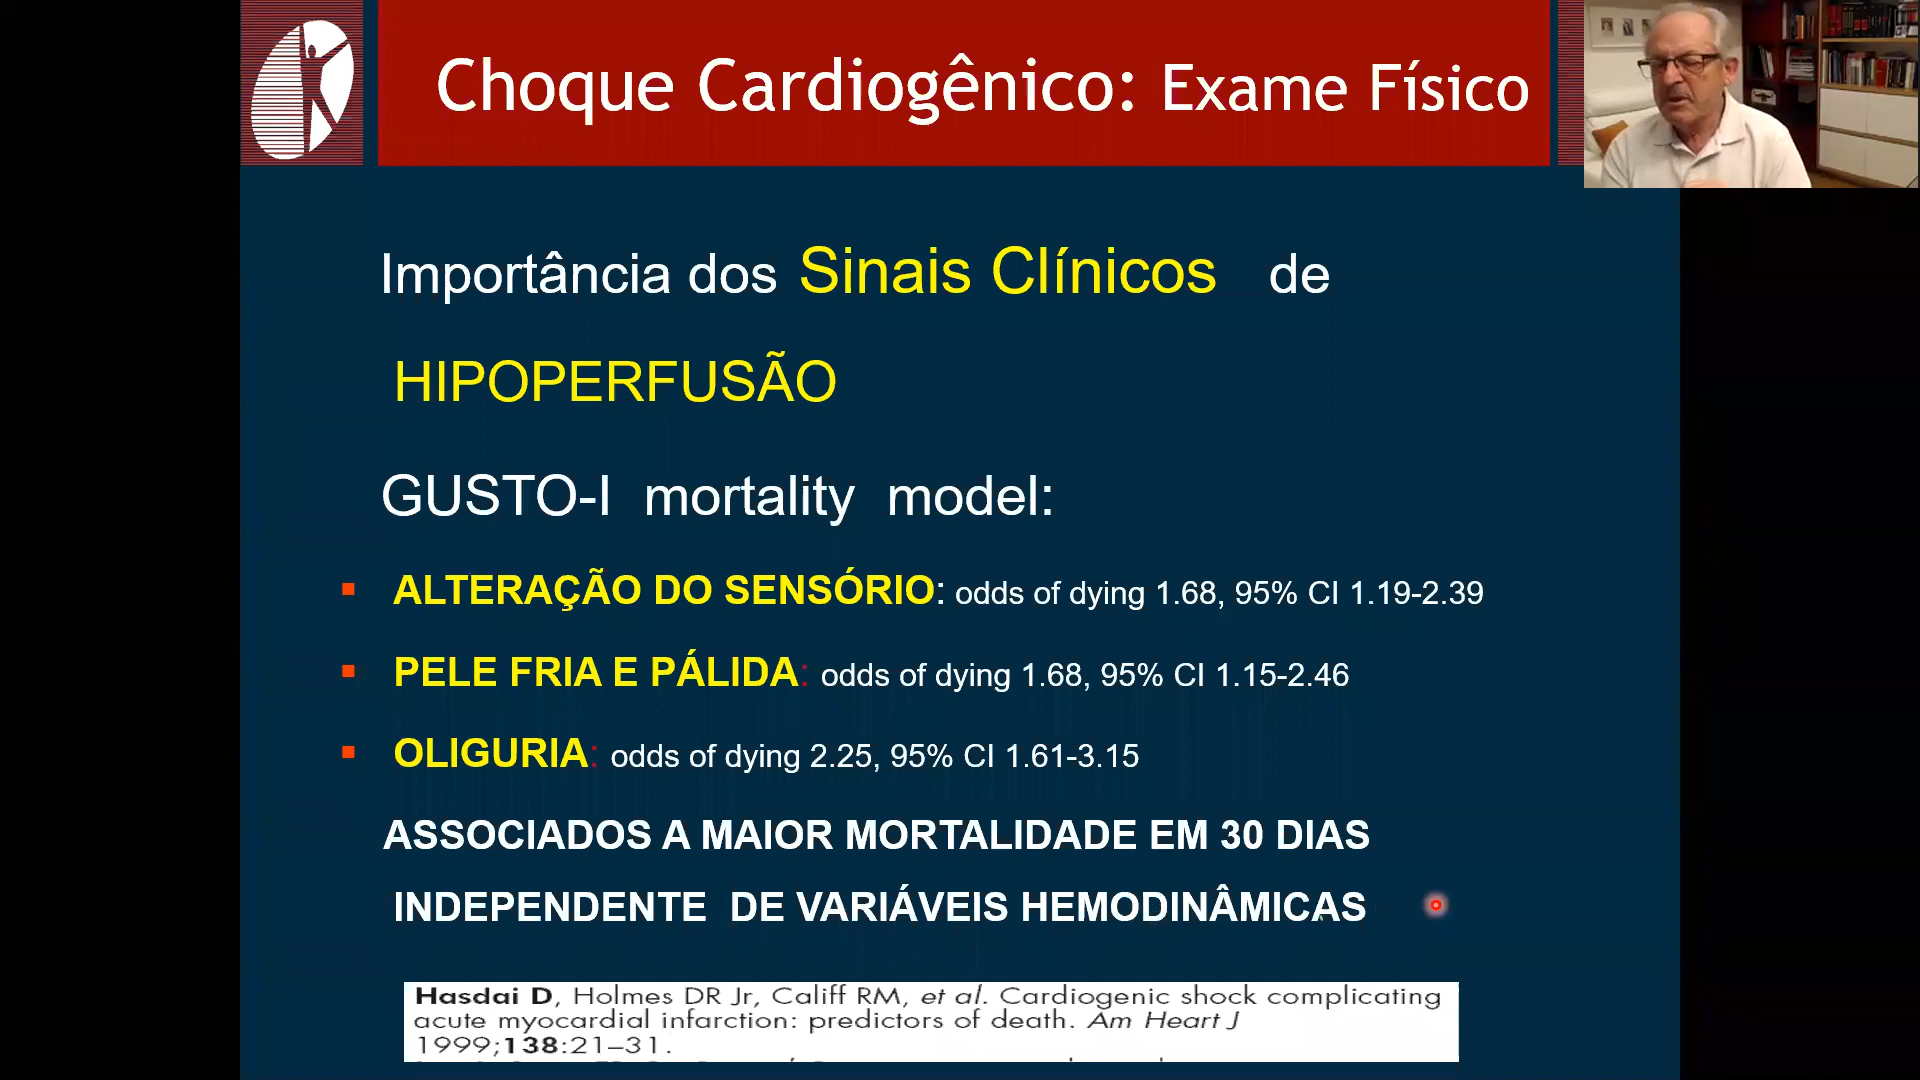 Choque Cardiogênico: Exame Físico
Importância dos Sinais Clínicos de
HIPOPERFUSÃO
GUSTO-I mortality model:
▪ ALTERAÇÃO DO SENSÓRIO: odds of dying 1.68, 95% CI 1.19-2.39
▪ PELE FRIA E PÁLIDA: odds of dying 1.68, 95% CI 1.15-2.46
▪ OLIGURIA: odds of dying 2.25, 95% CI 1.61-3.15
ASSOCIADOS A MAIOR MORTALIDADE EM 30 DIAS
INDEPENDENTE DE VARIÁVEIS HEMODINÂMICAS
Hasdai D, Holmes DR Jr, Califf RM, et al. Cardiogenic shock complicating
acute myocardial infarction: predictors of death. Am Heart J
1999;138:21–31.